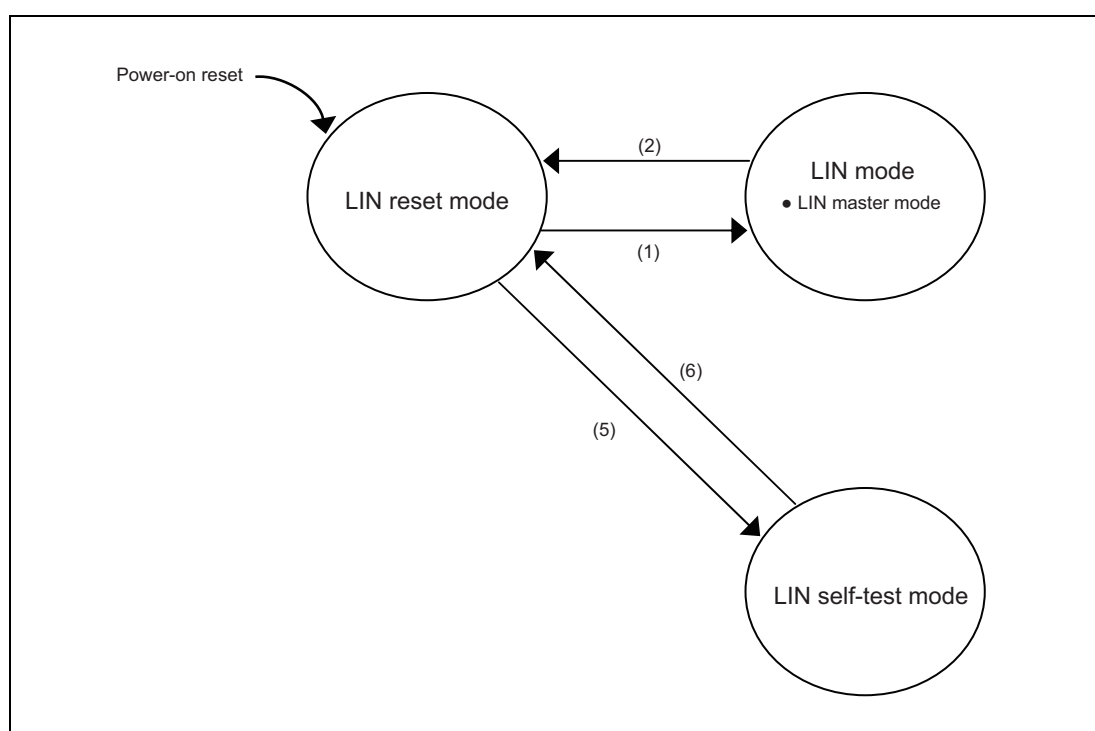 Power-on reset
LIN reset mode
(2)
(1)
LIN mode
● LIN master mode
(6)
(5)
LIN self-test mode